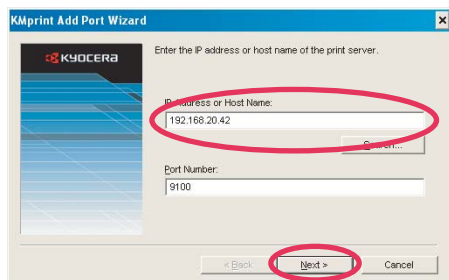 KMprint Add Port Wizard
KYOCERA
Enter the IP address or host name of the print server.
IP Address or Host Name:
192.168.20.42
Search...
Port Number:
9100
< Back
Next >
Cancel